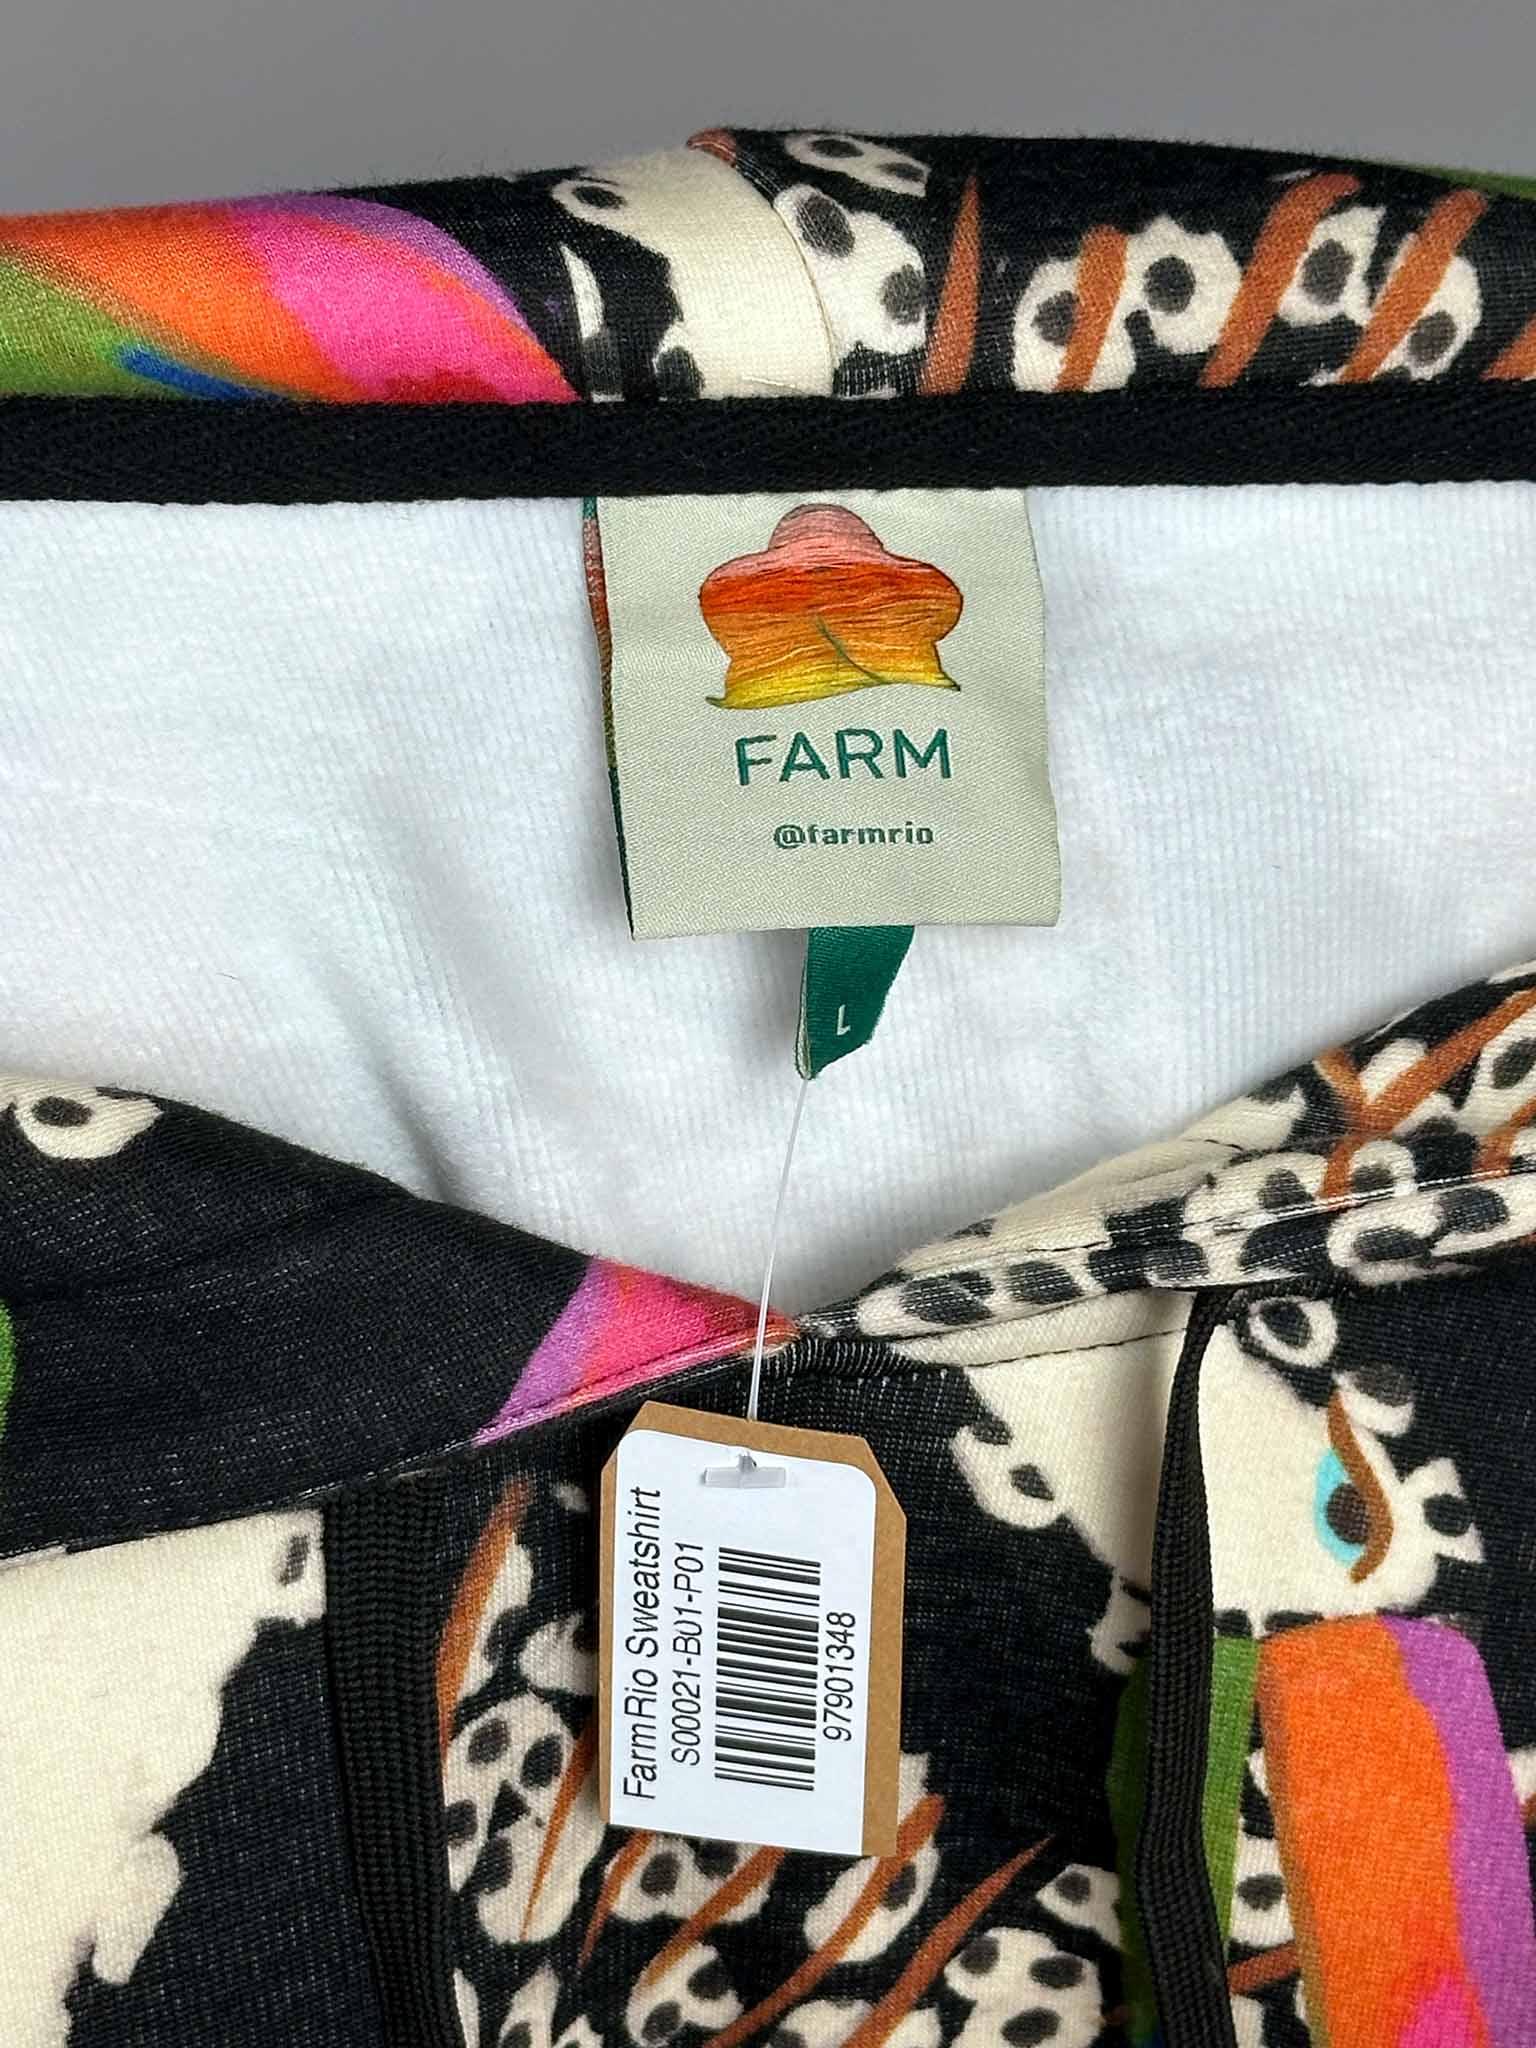 FARM
@farmrio
L
FarmRio Sweatshirt
S00021-B01-P01
97901348